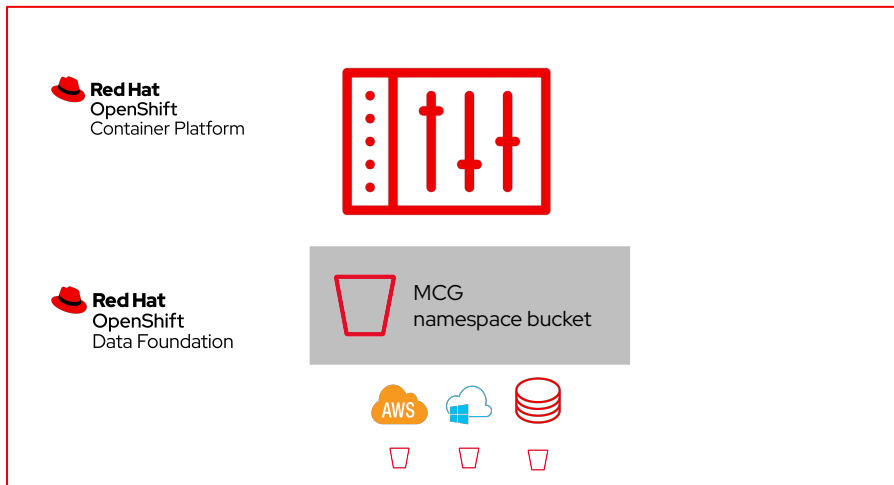 Red Hat
OpenShift
Container Platform
MCG
namespace bucket
Red Hat
OpenShift
Data Foundation
AWS